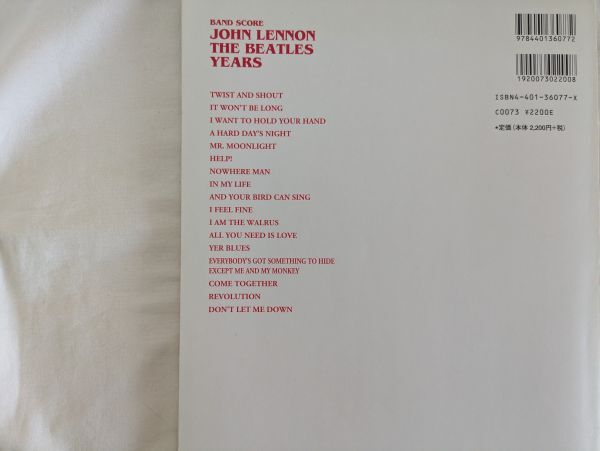 BAND SCORE
JOHN LENNON
THE BEATLES
YEARS
TWIST AND SHOUT
IT WON'T BE LONG
I WANT TO HOLD YOUR HAND
A HARD DAY'S NIGHT
MR. MOONLIGHT
HELP!
NOWHERE MAN
IN MY LIFE
AND YOUR BIRD CAN SING
I FEEL FINE
I AM THE WALRUS
ALL YOU NEED IS LOVE
YER BLUES
EVERYBODY'S GOT SOMETHING TO HIDE
EXCEPT ME AND MY MONKEY
COME TOGETHER
REVOLUTION
DON'T LET ME DOWN
9784401360772
1920073022008
ISBN4-401-36077-X
C0073 ¥2200E
●定価(本体 2,200円+税)